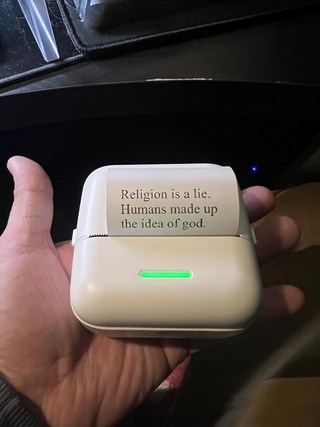 Religion is a lie.
Humans made up
the idea of god.